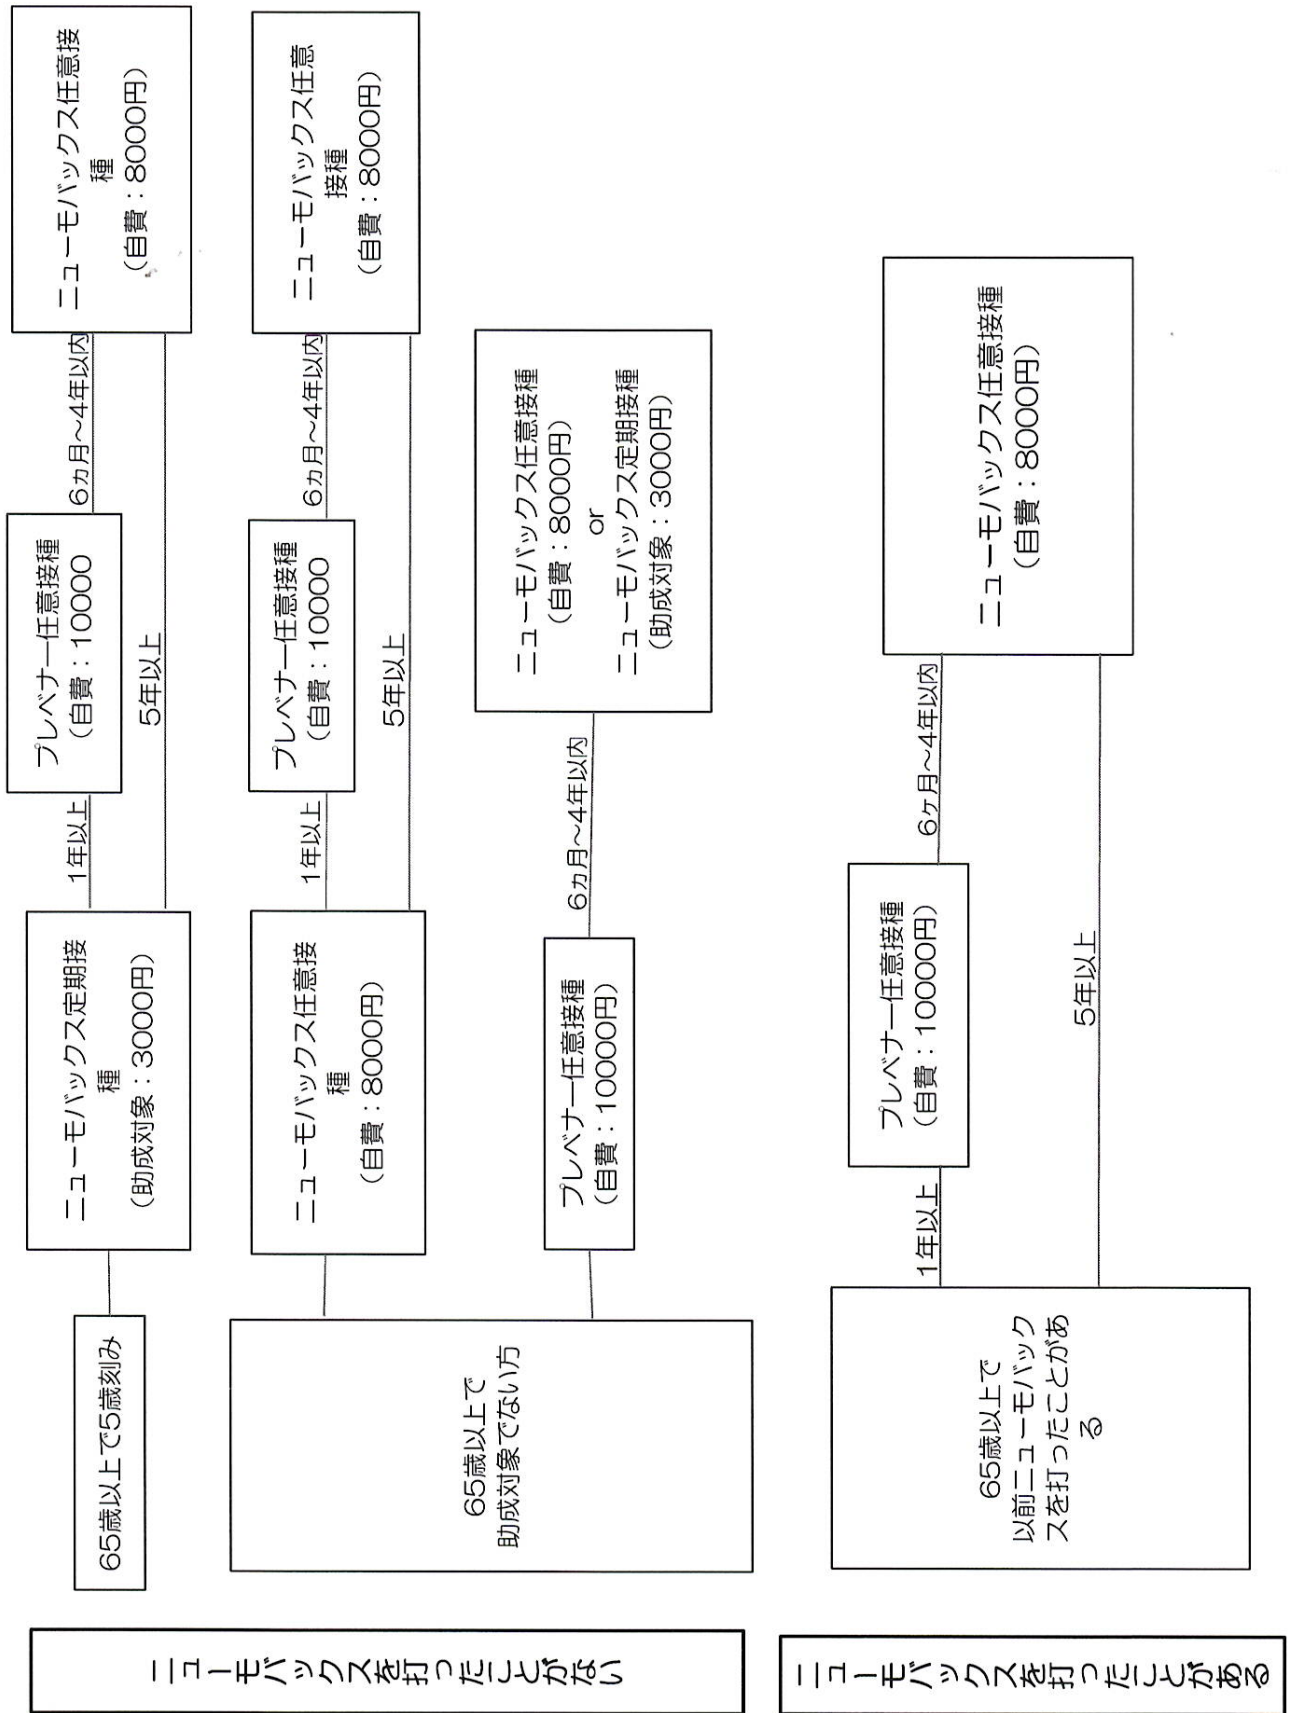 ニューモバックスを打ったことがない
65歳以上で5歳刻み
ニューモバックス定期接
種
（助成対象：3000円）
1年以上
プレベナー任意接種
（自費：10000
6カ月～4年以内
5年以上
ニューモバックス任意接
種
（自費：8000円）
65歳以上で
助成対象でない方
ニューモバックス任意接
種
（自費：8000円）
1年以上
プレベナー任意接種
（自費：10000
6カ月～4年以内
5年以上
ニューモバックス任意
接種
（自費：8000円）
プレベナー任意接種
（自費：10000円）
6カ月～4年以内
ニューモバックス任意接種
（自費：8000円）
or
ニューモバックス定期接種
（助成対象：3000円）
ニューモバックスを打ったことがある
65歳以上で
以前ニューモバック
スを打ったことがあ
る
1年以上
プレベナー任意接種
（自費：10000円）
6ヶ月～4年以内
5年以上
ニューモバックス任意接種
（自費：8000円）